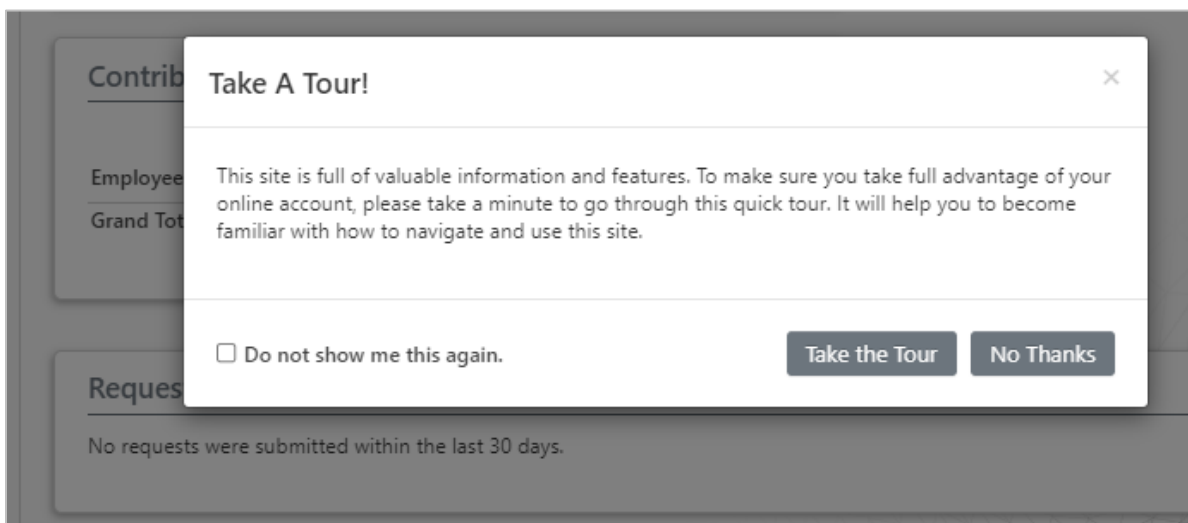 Contrib
Take A Tour!
×
Employee
Grand Tot
This site is full of valuable information and features. To make sure you take full advantage of your
online account, please take a minute to go through this quick tour. It will help you to become
familiar with how to navigate and use this site.
Do not show me this again.
Take the Tour
No Thanks
Reques
No requests were submitted within the last 30 days.